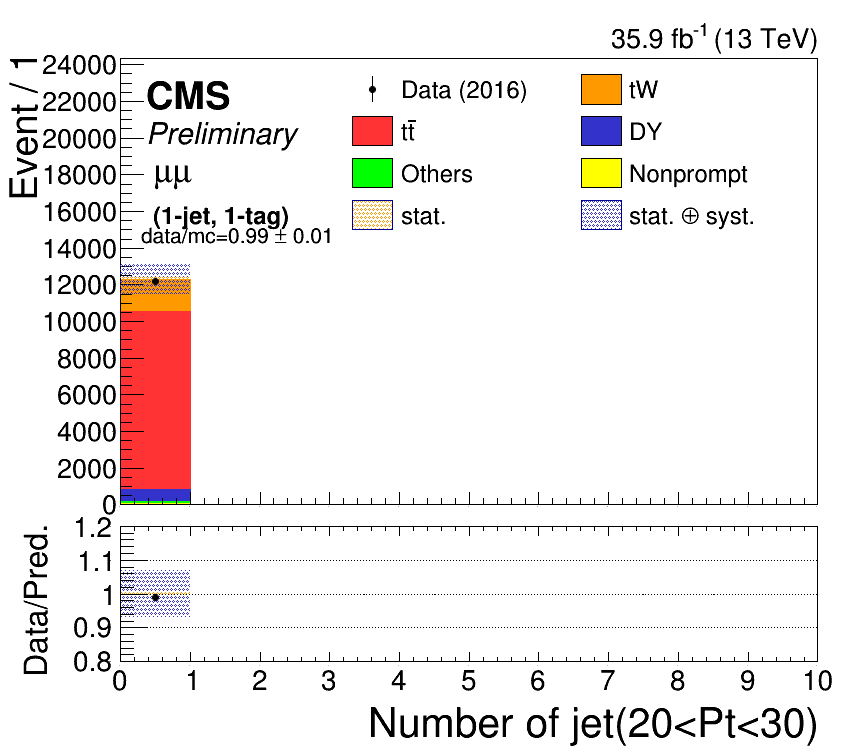 35.9 fb⁻¹ (13 TeV)
Event / 1
24000
22000
20000
18000
16000
14000
12000
10000
8000
6000
4000
2000
0
CMS
Preliminary
μμ
(1-jet, 1-tag)
data/mc=0.99 ± 0.01
Data (2016)
tW
tt̄
DY
Others
Nonprompt
stat.
stat. ⊕ syst.
Data/Pred.
1.2
1.1
1
0.9
0.8
0 1 2 3 4 5 6 7 8 9 10
Number of jet(20<Pt<30)